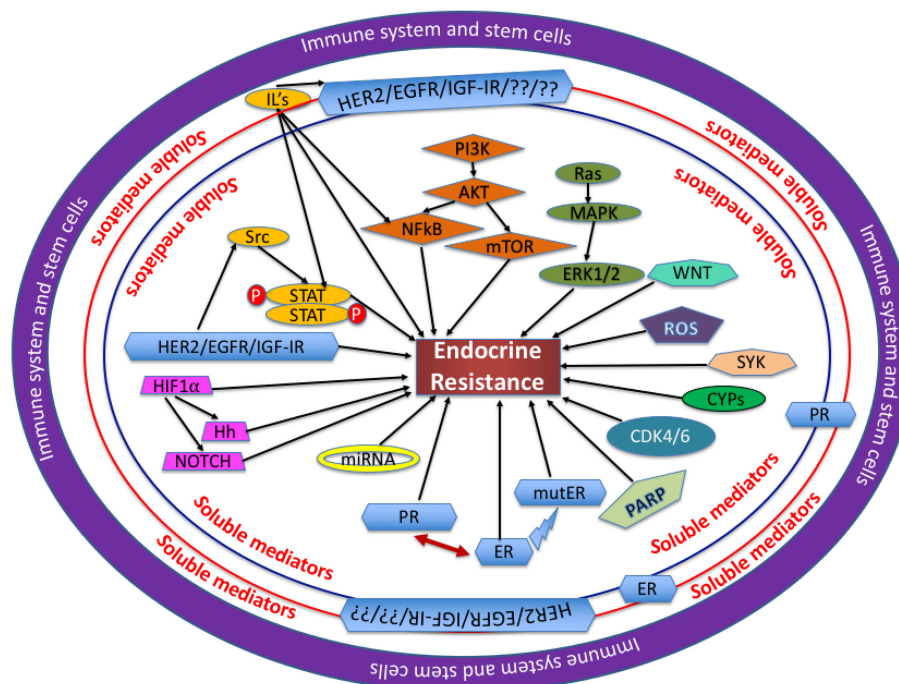 Immune system and stem cells
HER2/EGFR/IGF-IR/??/??
IL's
Soluble mediators
Soluble mediators
Soluble mediators
Soluble mediators
Soluble mediators
Immune system and stem cells
Immune system and stem cells
PI3K
Ras
AKT
MAPK
NFkB
mTOR
Src
ERK1/2
WNT
P
STAT
STAT
P
ROS
HER2/EGFR/IGF-IR
Endocrine
Resistance
SYK
HIF1α
CYPs
Hh
PR
NOTCH
miRNA
CDK4/6
mutER
PARP
PR
ER
Soluble mediators
Soluble mediators
Soluble mediators
Soluble mediators
ER
HER2/EGFR/IGF-IR/??/??
Immune system and stem cells